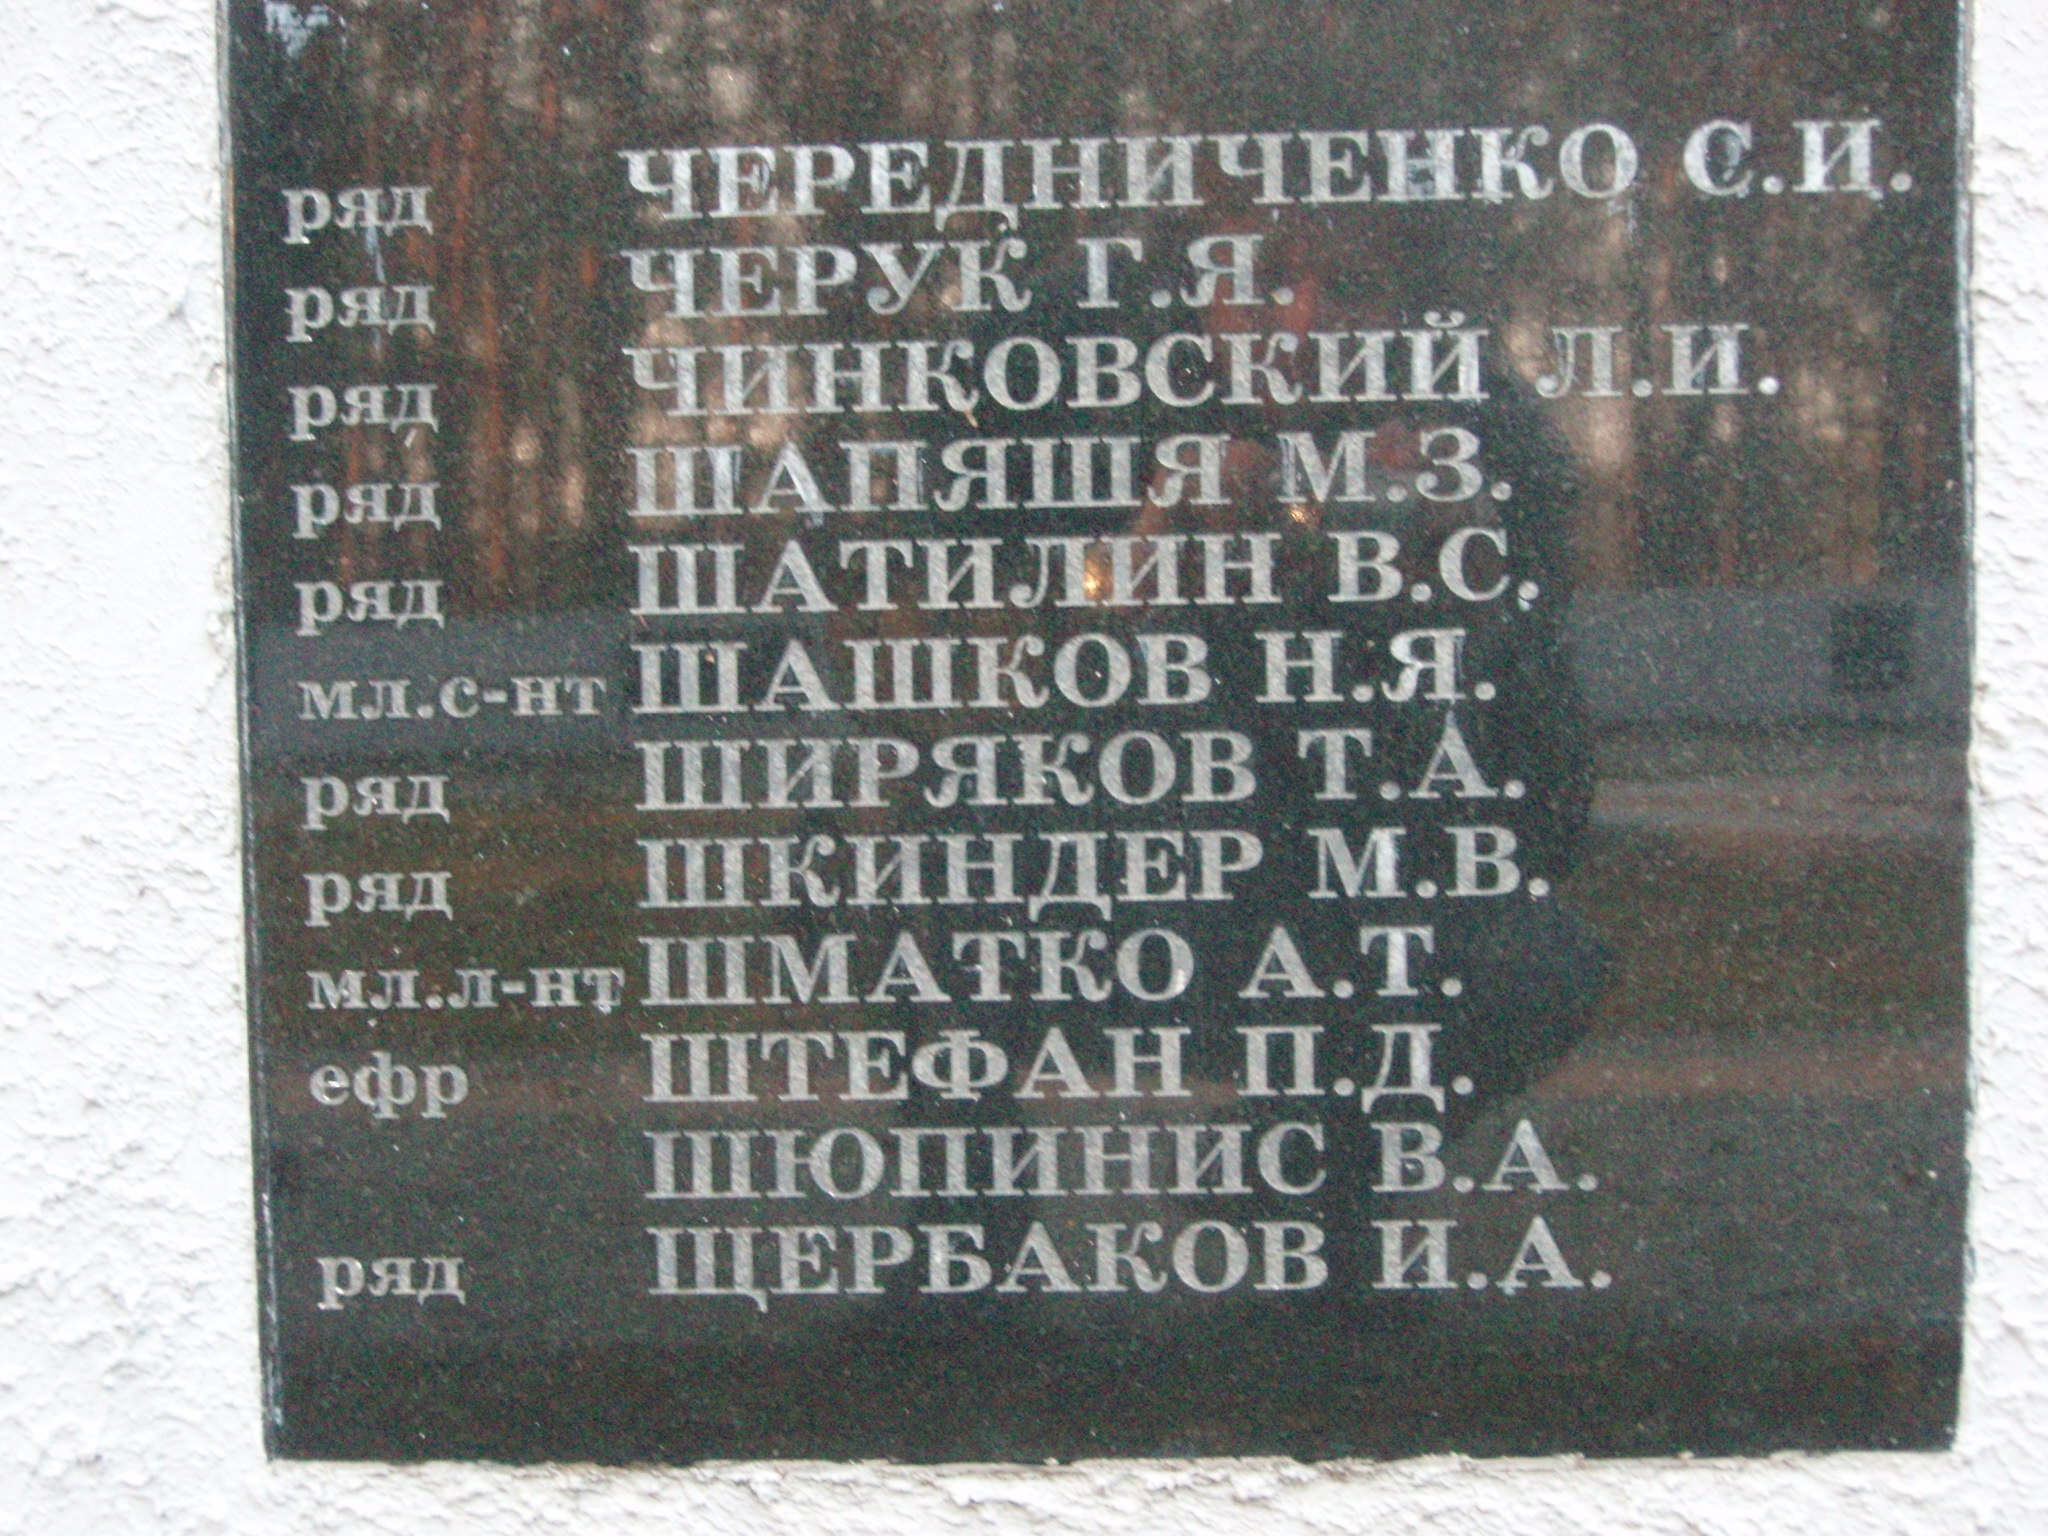 ряд ЧЕРЕДНИЧЕНКО С.И.
ряд ЧЕРУК Г.Я.
ряд ЧИНКОВСКИЙ Л.И.
ряд ШАПЯШЯ М.З.
ряд ШАТИЛИН В.С.
мл.с-нт ШАШКОВ Н.Я.
ряд ШИРЯКОВ Т.А.
ряд ШКИНДЕР М.В.
мл.л-нт ШМАТКО А.Т.
ефр ШТЕФАН П.Д.
ШЮПИНИС В.А.
ряд ЩЕРБАКОВ И.А.